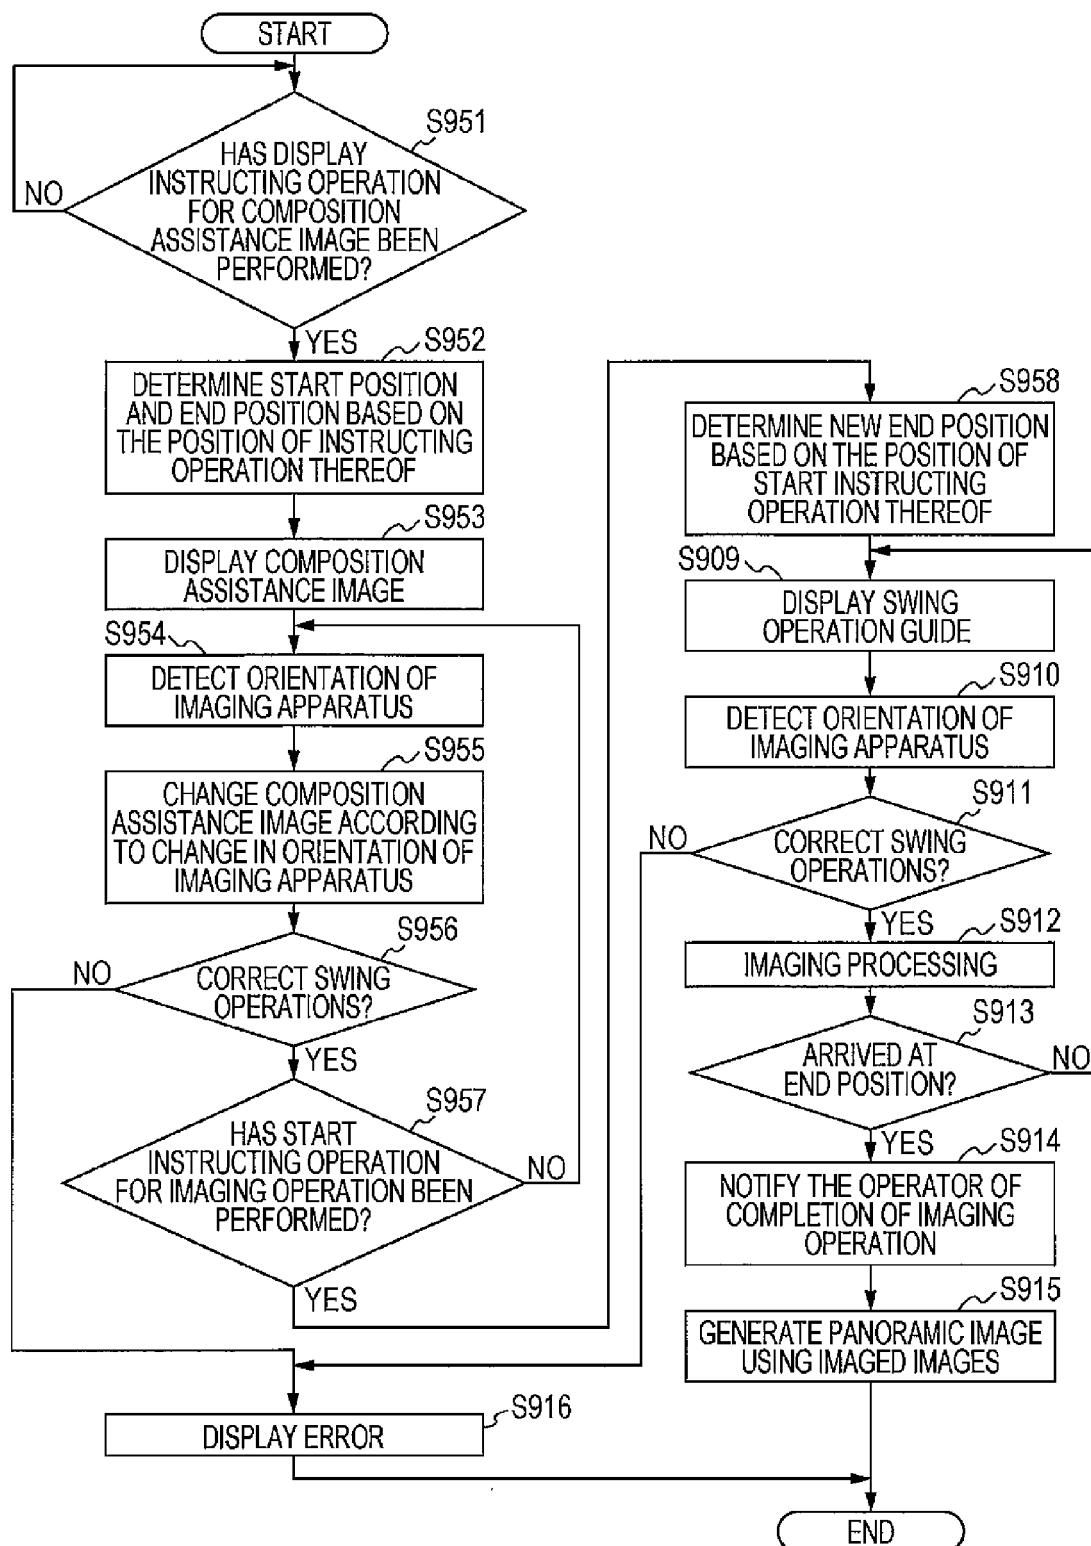 START
S951
HAS DISPLAY
INSTRUCTING OPERATION
FOR COMPOSITION
ASSISTANCE IMAGE BEEN
PERFORMED?
NO
YES
S952
DETERMINE START POSITION
AND END POSITION BASED ON
THE POSITION OF INSTRUCTING
OPERATION THEREOF
S953
DISPLAY COMPOSITION
ASSISTANCE IMAGE
S954
DETECT ORIENTATION OF
IMAGING APPARATUS
S955
CHANGE COMPOSITION
ASSISTANCE IMAGE ACCORDING
TO CHANGE IN ORIENTATION OF
IMAGING APPARATUS
S956
NO
CORRECT SWING
OPERATIONS?
YES
S957
HAS START
INSTRUCTING OPERATION
FOR IMAGING OPERATION BEEN
PERFORMED?
NO
YES
S958
DETERMINE NEW END POSITION
BASED ON THE POSITION OF
START INSTRUCTING
OPERATION THEREOF
S909
DISPLAY SWING
OPERATION GUIDE
S910
DETECT ORIENTATION OF
IMAGING APPARATUS
S911
NO
CORRECT SWING
OPERATIONS?
YES
S912
IMAGING PROCESSING
S913
ARRIVED AT
END POSITION?
NO
YES
S914
NOTIFY THE OPERATOR OF
COMPLETION OF IMAGING
OPERATION
S915
GENERATE PANORAMIC IMAGE
USING IMAGED IMAGES
S916
DISPLAY ERROR
END